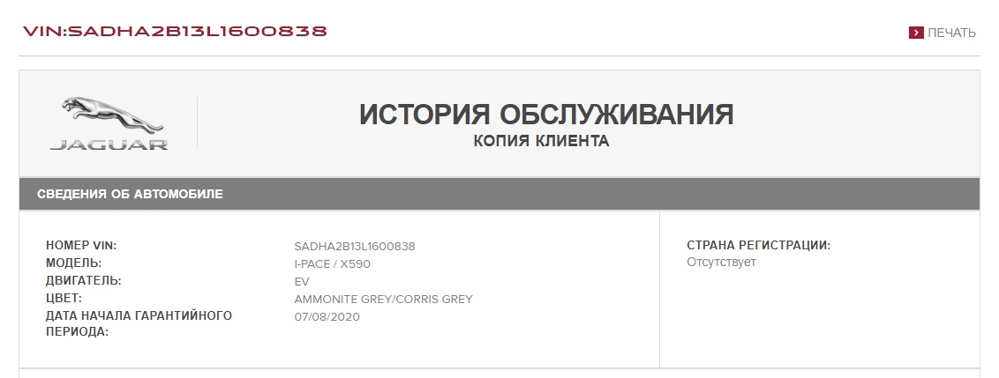 VIN:SADHA2B13L1600838
ПЕЧАТЬ
JAGUAR
ИСТОРИЯ ОБСЛУЖИВАНИЯ
КОПИЯ КЛИЕНТА
СВЕДЕНИЯ ОБ АВТОМОБИЛЕ
НОМЕР VIN: SADHA2B13L1600838
МОДЕЛЬ: I-PACE / X590
ДВИГАТЕЛЬ: EV
ЦВЕТ: AMMONITE GREY/CORRIS GREY
ДАТА НАЧАЛА ГАРАНТИЙНОГО 07/08/2020
ПЕРИОДА:
СТРАНА РЕГИСТРАЦИИ:
Отсутствует